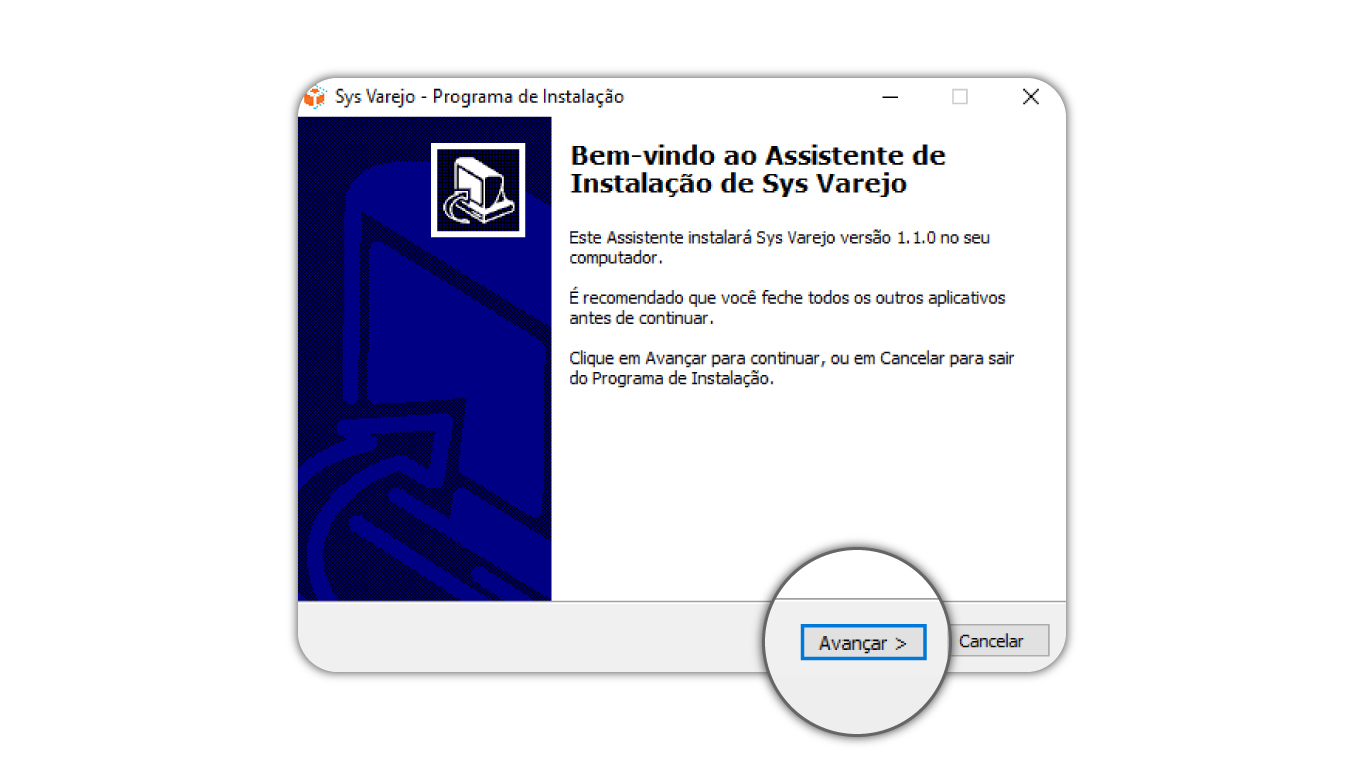 Sys Varejo - Programa de Instalação
Bem-vindo ao Assistente de
Instalação de Sys Varejo
Este Assistente instalará Sys Varejo versão 1.1.0 no seu
computador.
É recomendado que você feche todos os outros aplicativos
antes de continuar.
Clique em Avançar para continuar, ou em Cancelar para sair
do Programa de Instalação.
Avançar >
Cancelar